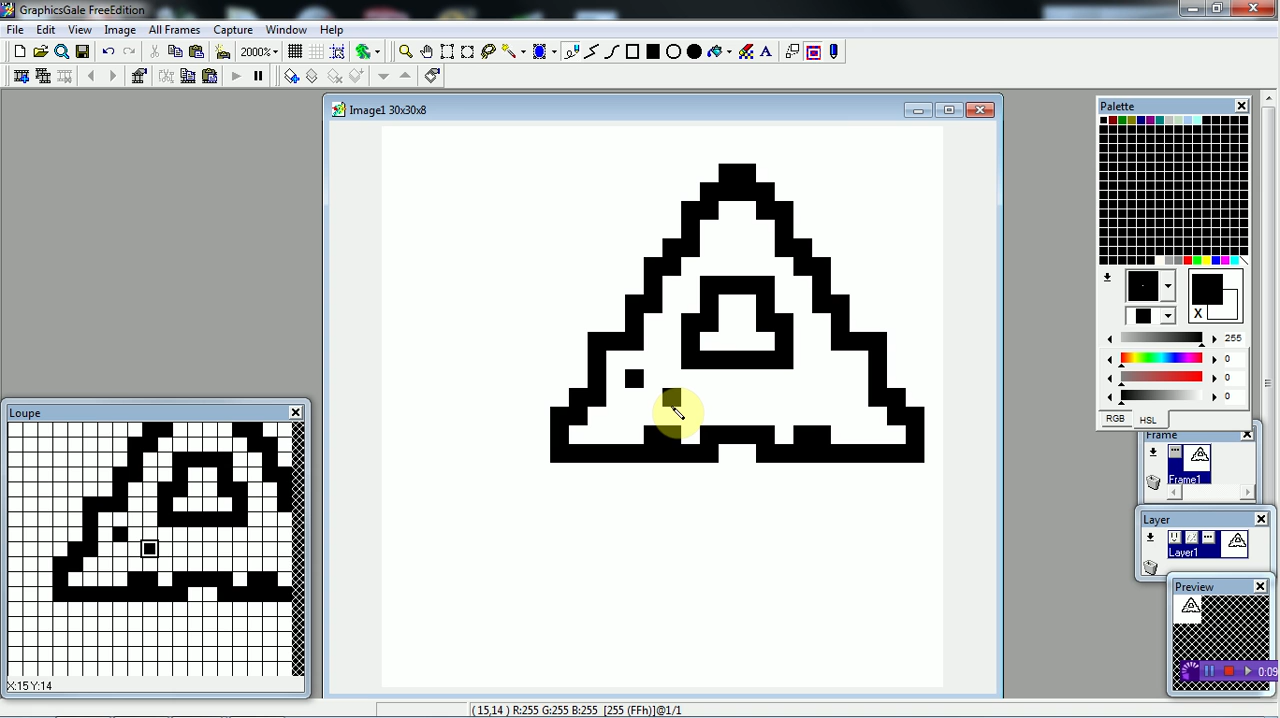 GraphicsGale FreeEdition
File Edit View Image All Frames Capture Window Help
2000%
A
Image1 30x30x8
Palette
X
255
0
0
0
RGB HSL
Loupe
X:15 Y:14
Frame
Frame1
Layer
Layer1
Preview
0:09
( 15,14 ) R:255 G:255 B:255 [255 (FFh)]@1/1